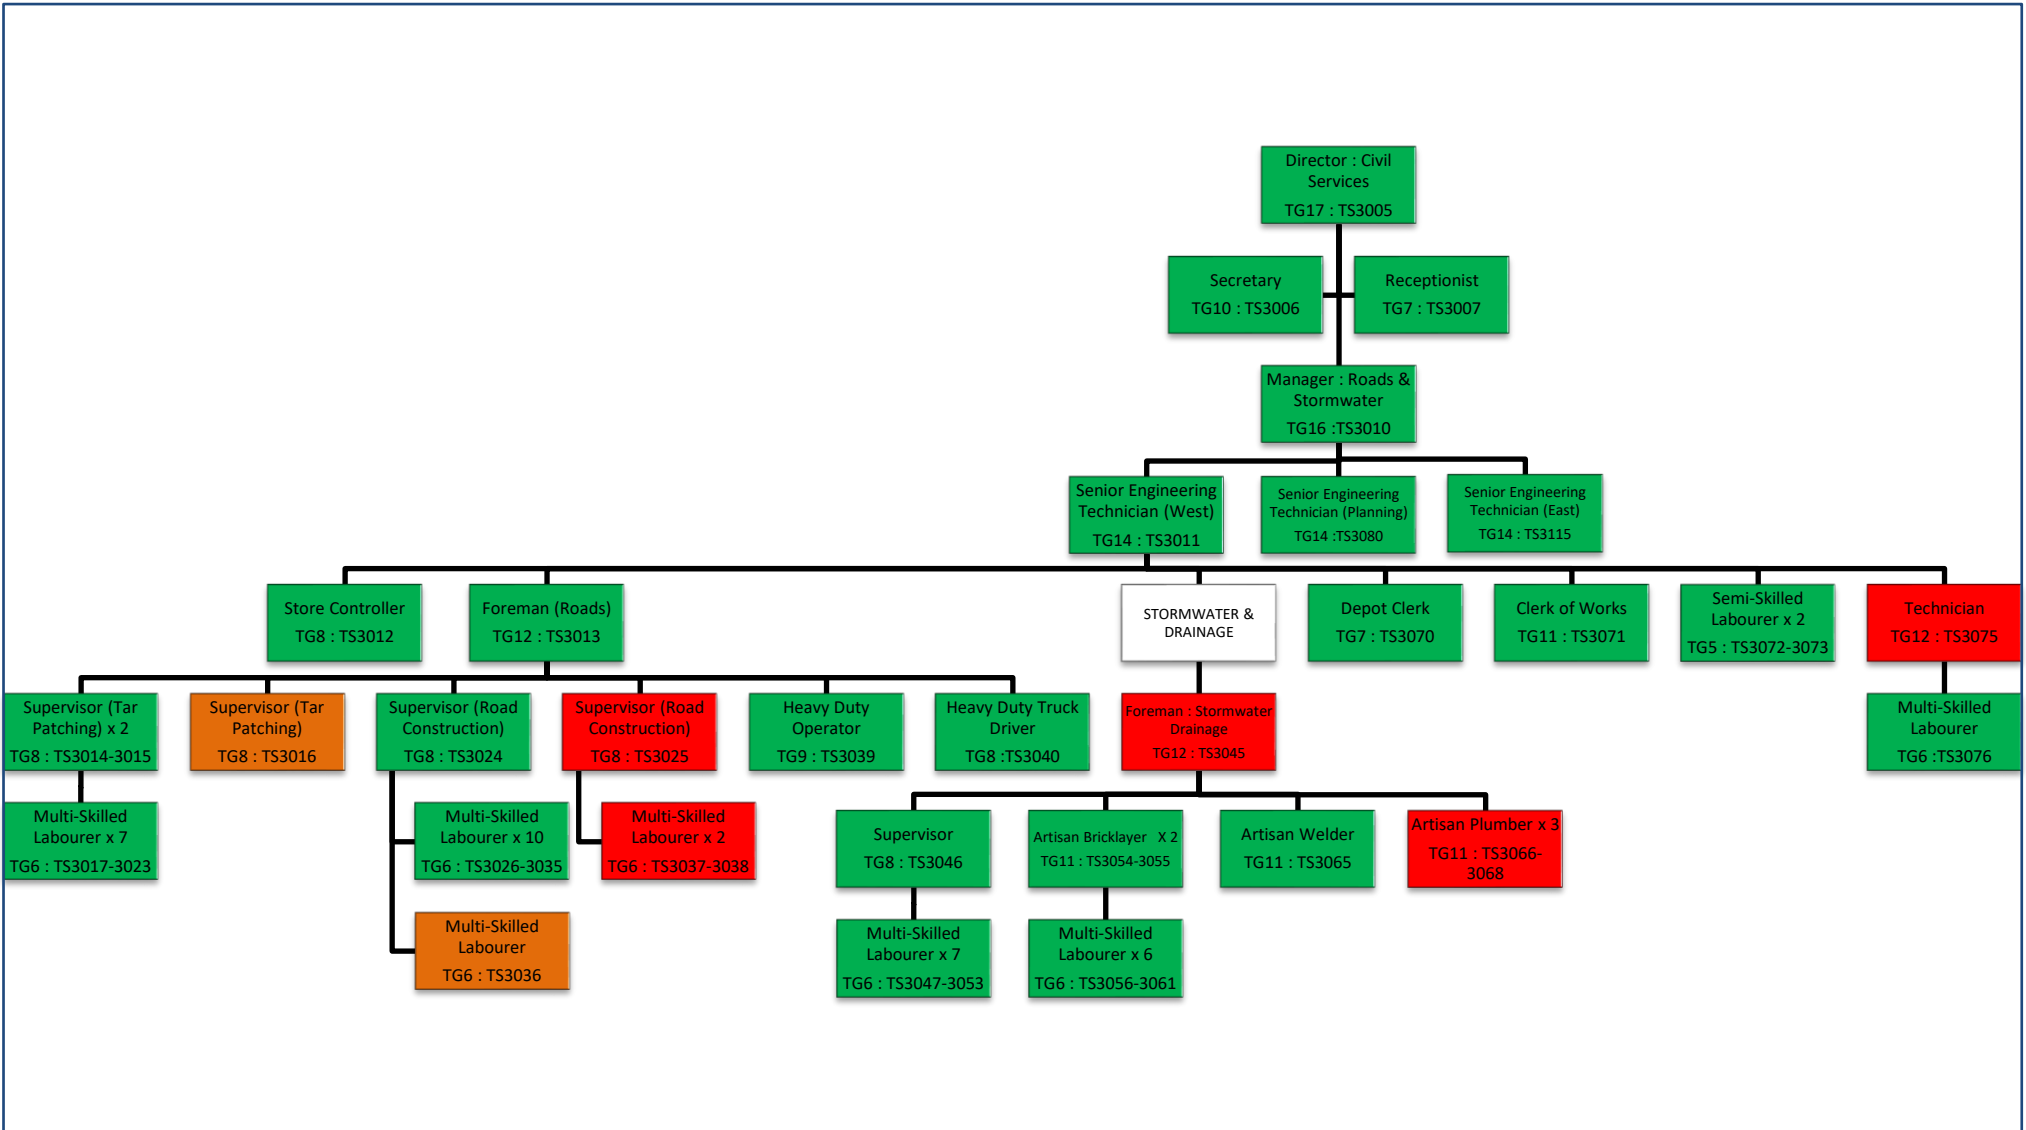 Director : Civil
Services
TG17 : TS3005
Secretary
TG10 : TS3006
Receptionist
TG7 : TS3007
Manager : Roads &
Stormwater
TG16 :TS3010
Senior Engineering
Technician (West)
TG14 : TS3011
Senior Engineering
Technician (Planning)
TG14 :TS3080
Senior Engineering
Technician (East)
TG14 : TS3115
Store Controller
TG8 : TS3012
Foreman (Roads)
TG12 : TS3013
STORMWATER &
DRAINAGE
Depot Clerk
TG7 : TS3070
Clerk of Works
TG11 : TS3071
Semi-Skilled
Labourer x 2
TG5 : TS3072-3073
Technician
TG12 : TS3075
Supervisor (Tar
Patching) x 2
TG8 : TS3014-3015
Supervisor (Tar
Patching)
TG8 : TS3016
Supervisor (Road
Construction)
TG8 : TS3024
Supervisor (Road
Construction)
TG8 : TS3025
Heavy Duty
Operator
TG9 : TS3039
Heavy Duty Truck
Driver
TG8 :TS3040
Foreman : Stormwater
Drainage
TG12 : TS3045
Multi-Skilled
Labourer
TG6 :TS3076
Multi-Skilled
Labourer x 7
TG6 : TS3017-3023
Multi-Skilled
Labourer x 10
TG6 : TS3026-3035
Multi-Skilled
Labourer x 2
TG6 : TS3037-3038
Supervisor
TG8 : TS3046
Artisan Bricklayer X 2
TG11 : TS3054-3055
Artisan Welder
TG11 : TS3065
Artisan Plumber x 3
TG11 : TS3066-
3068
Multi-Skilled
Labourer
TG6 : TS3036
Multi-Skilled
Labourer x 7
TG6 : TS3047-3053
Multi-Skilled
Labourer x 6
TG6 : TS3056-3061